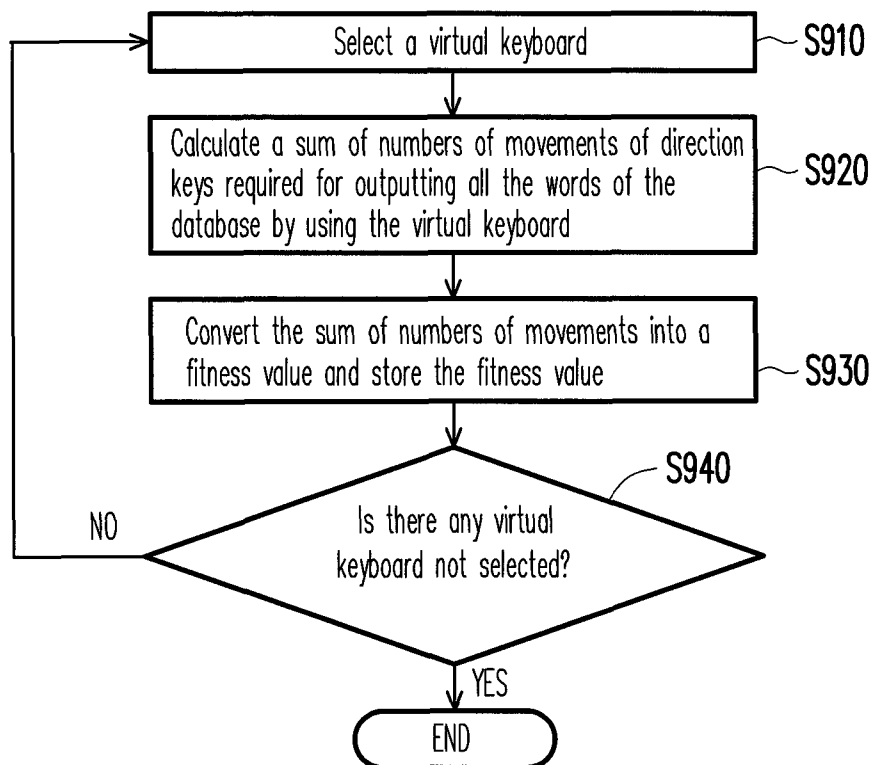 Select a virtual keyboard
S910
Calculate a sum of numbers of movements of direction
keys required for outputting all the words of the
database by using the virtual keyboard
S920
Convert the sum of numbers of movements into a
fitness value and store the fitness value
S930
S940
Is there any virtual
keyboard not selected?
NO
YES
END